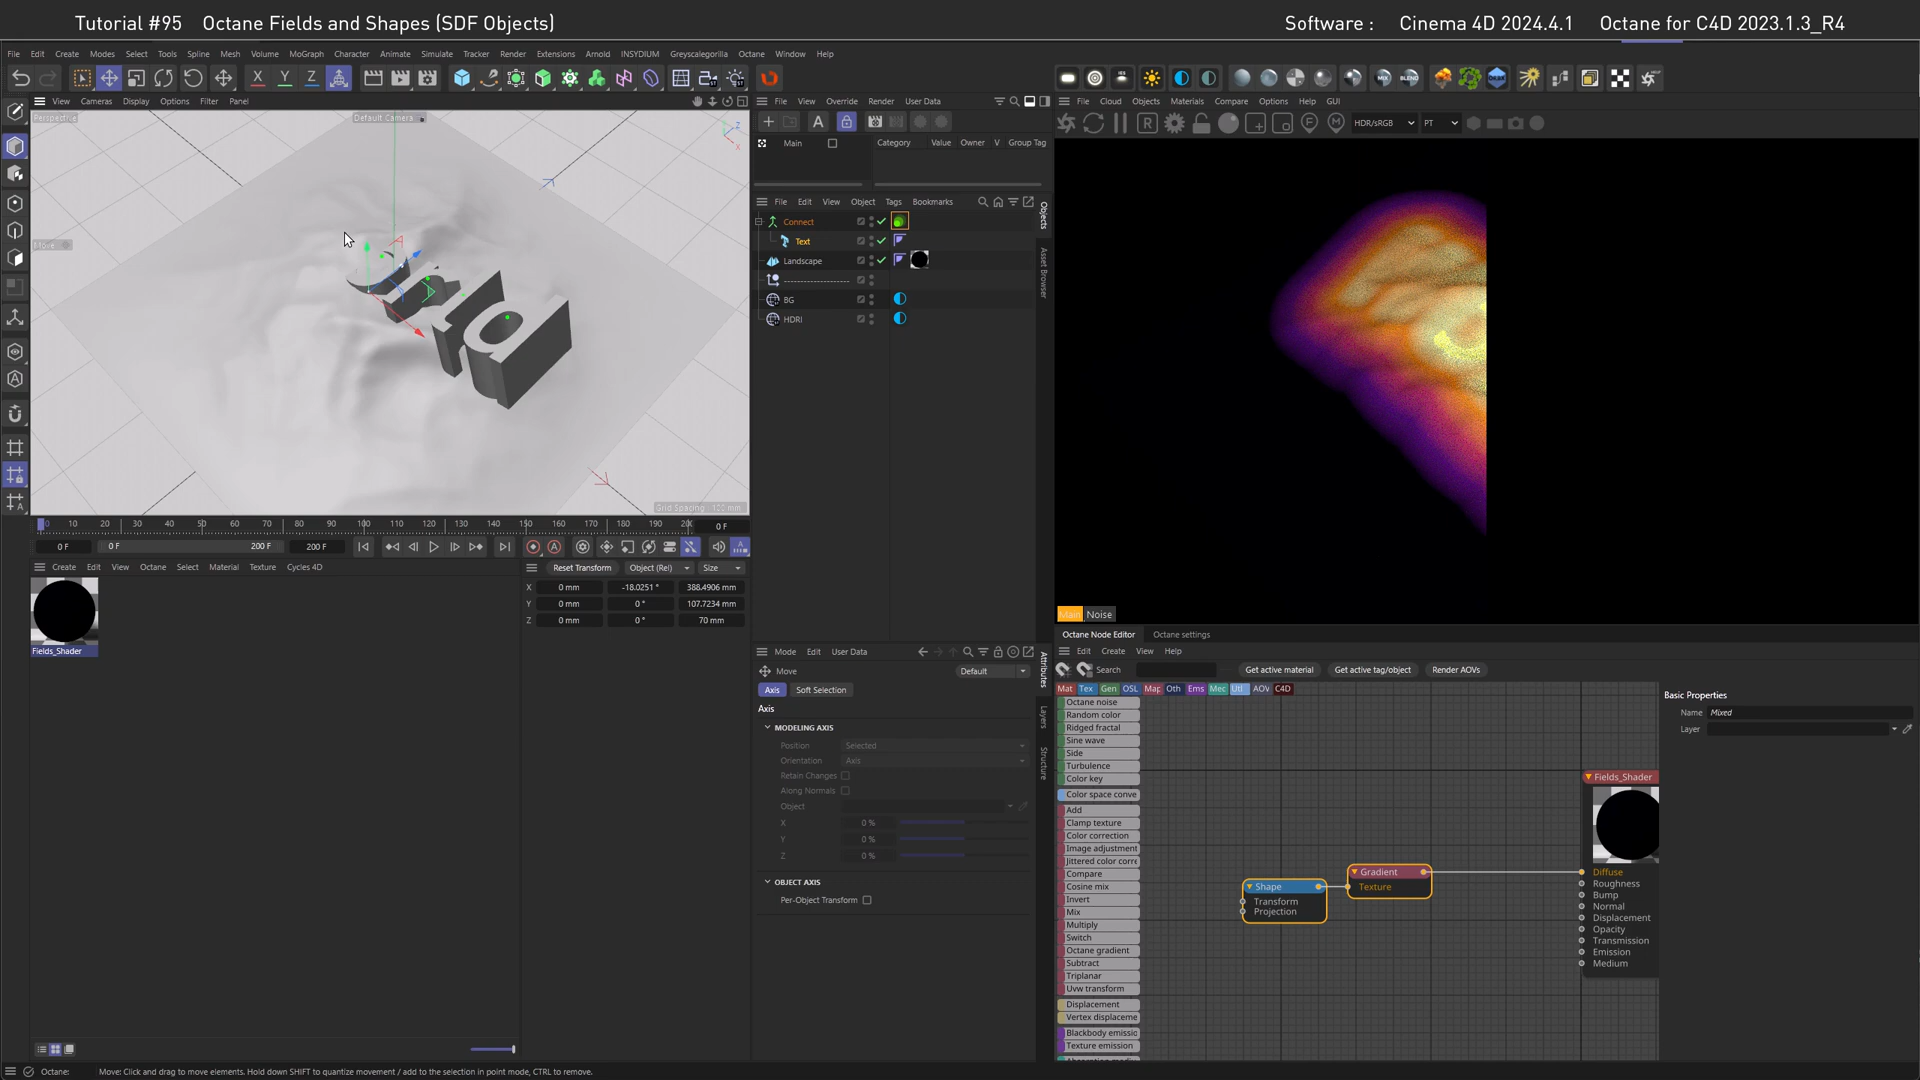 Tutorial #95 Octane Fields and Shapes (SDF Objects)
Software : Cinema 4D 2024.4.1 Octane for C4D 2023.1.3_R4
File Edit Create Modes Select Tools Spline Mesh Volume MoGraph Character Animate Simulate Tracker Render Extensions Arnold INSYDIUM Greyscalegorilla Octane Window Help
X Y Z
View Cameras Display Options Filter Panel
Perspective
Default Camera
Move
Grid Spacing : 100 mm
0 10 20 30 40 50 60 70 80 90 100 110 120 130 140 150 160 170 180 190 200
0 F
0 F 0 F 200 F 200 F
Create Edit View Octane Select Material Texture Cycles 4D
Fields_Shader
Reset Transform Object (Rel) Size
X 0 mm -18.0251 ° 388.4906 mm
Y 0 mm 0 ° 107.7234 mm
Z 0 mm 0 ° 70 mm
File View Override Render User Data
Main
Category Value Owner V Group Tag
File Edit View Object Tags Bookmarks
Connect
Text
Landscape
--------------------
BG
HDRI
Objects
Asset Browser
Mode Edit User Data
Move
Default
Axis Soft Selection
Axis
MODELING AXIS
Position Selected
Orientation Axis
Retain Changes
Along Normals
Object
X 0 %
Y 0 %
Z 0 %
OBJECT AXIS
Per-Object Transform
Attributes
Layers
Structure
File Cloud Objects Materials Compare Options Help GUI
HDR/sRGB PT
Main Noise
Octane Node Editor Octane settings
Edit Create View Help
Search Get active material Get active tag/object Render AOVs
Mat Tex Gen OSL Map Oth Ems Mec Utl AOV C4D
Octane noise
Random color
Ridged fractal
Sine wave
Side
Turbulence
Color key
Color space conve
Add
Clamp texture
Color correction
Image adjustment
Jittered color corre
Compare
Cosine mix
Invert
Mix
Multiply
Switch
Octane gradient
Subtract
Triplanar
Uvw transform
Displacement
Vertex displaceme
Blackbody emissic
Texture emission
Shape
Transform
Projection
Gradient
Texture
Fields_Shader
Diffuse
Roughness
Bump
Normal
Displacement
Opacity
Transmission
Emission
Medium
Basic Properties
Name Mixed
Layer
Octane: Move: Click and drag to move elements. Hold down SHIFT to quantize movement / add to the selection in point mode, CTRL to remove.